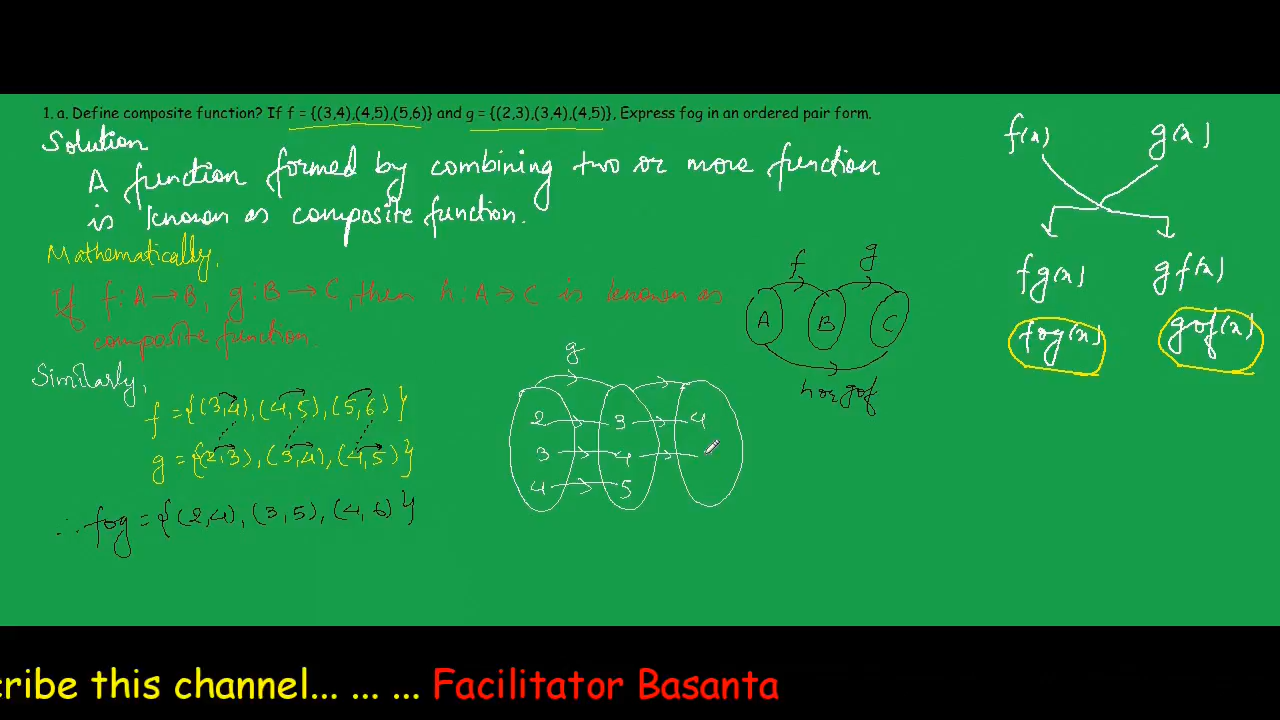 1. a. Define composite function? If f = {(3,4),(4,5),(5,6)} and g = {(2,3),(3,4),(4,5)}, Express fog in an ordered pair form.
Solution
A function formed by combining two or more function
is known as composite function.
Mathematically,
If f : A → B, g : B → C, then h : A → C is known as
composite function.
Similarly,
f = {(3,4), (4,5), (5,6)}
g = {(2,3), (3,4), (4,5)}
∴ fog = {(2,4), (3,5), (4,6)}
g
2 3 4
3 4
4 5
f g
A B C
h or gof
f(x) g(x)
fg(x) gf(x)
fog(x) gof(x)
cribe this channel... ... ... Facilitator Basanta